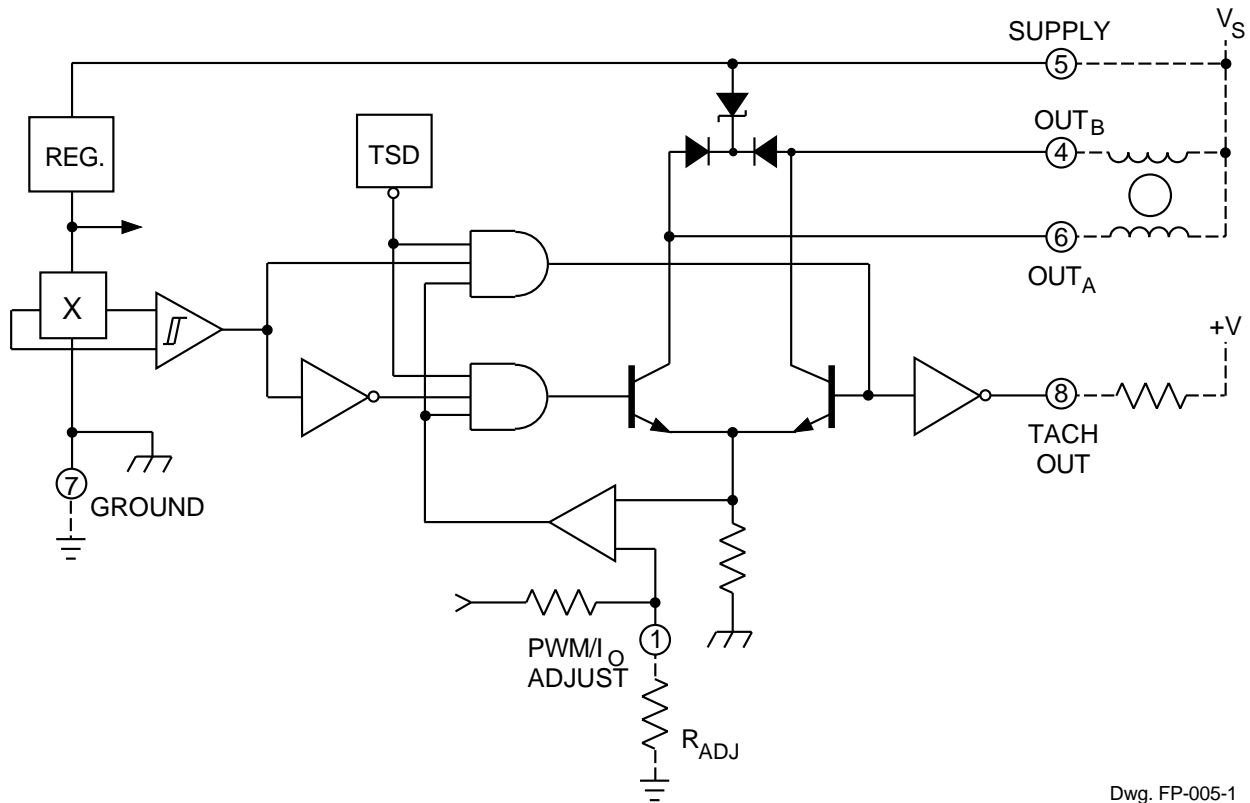 SUPPLY
V_S
5
REG.
TSD
OUT_B
4
6
OUT_A
X
+V
8
TACH
OUT
7
GROUND
PWM/I_O
ADJUST
1
R_ADJ
Dwg. FP-005-1